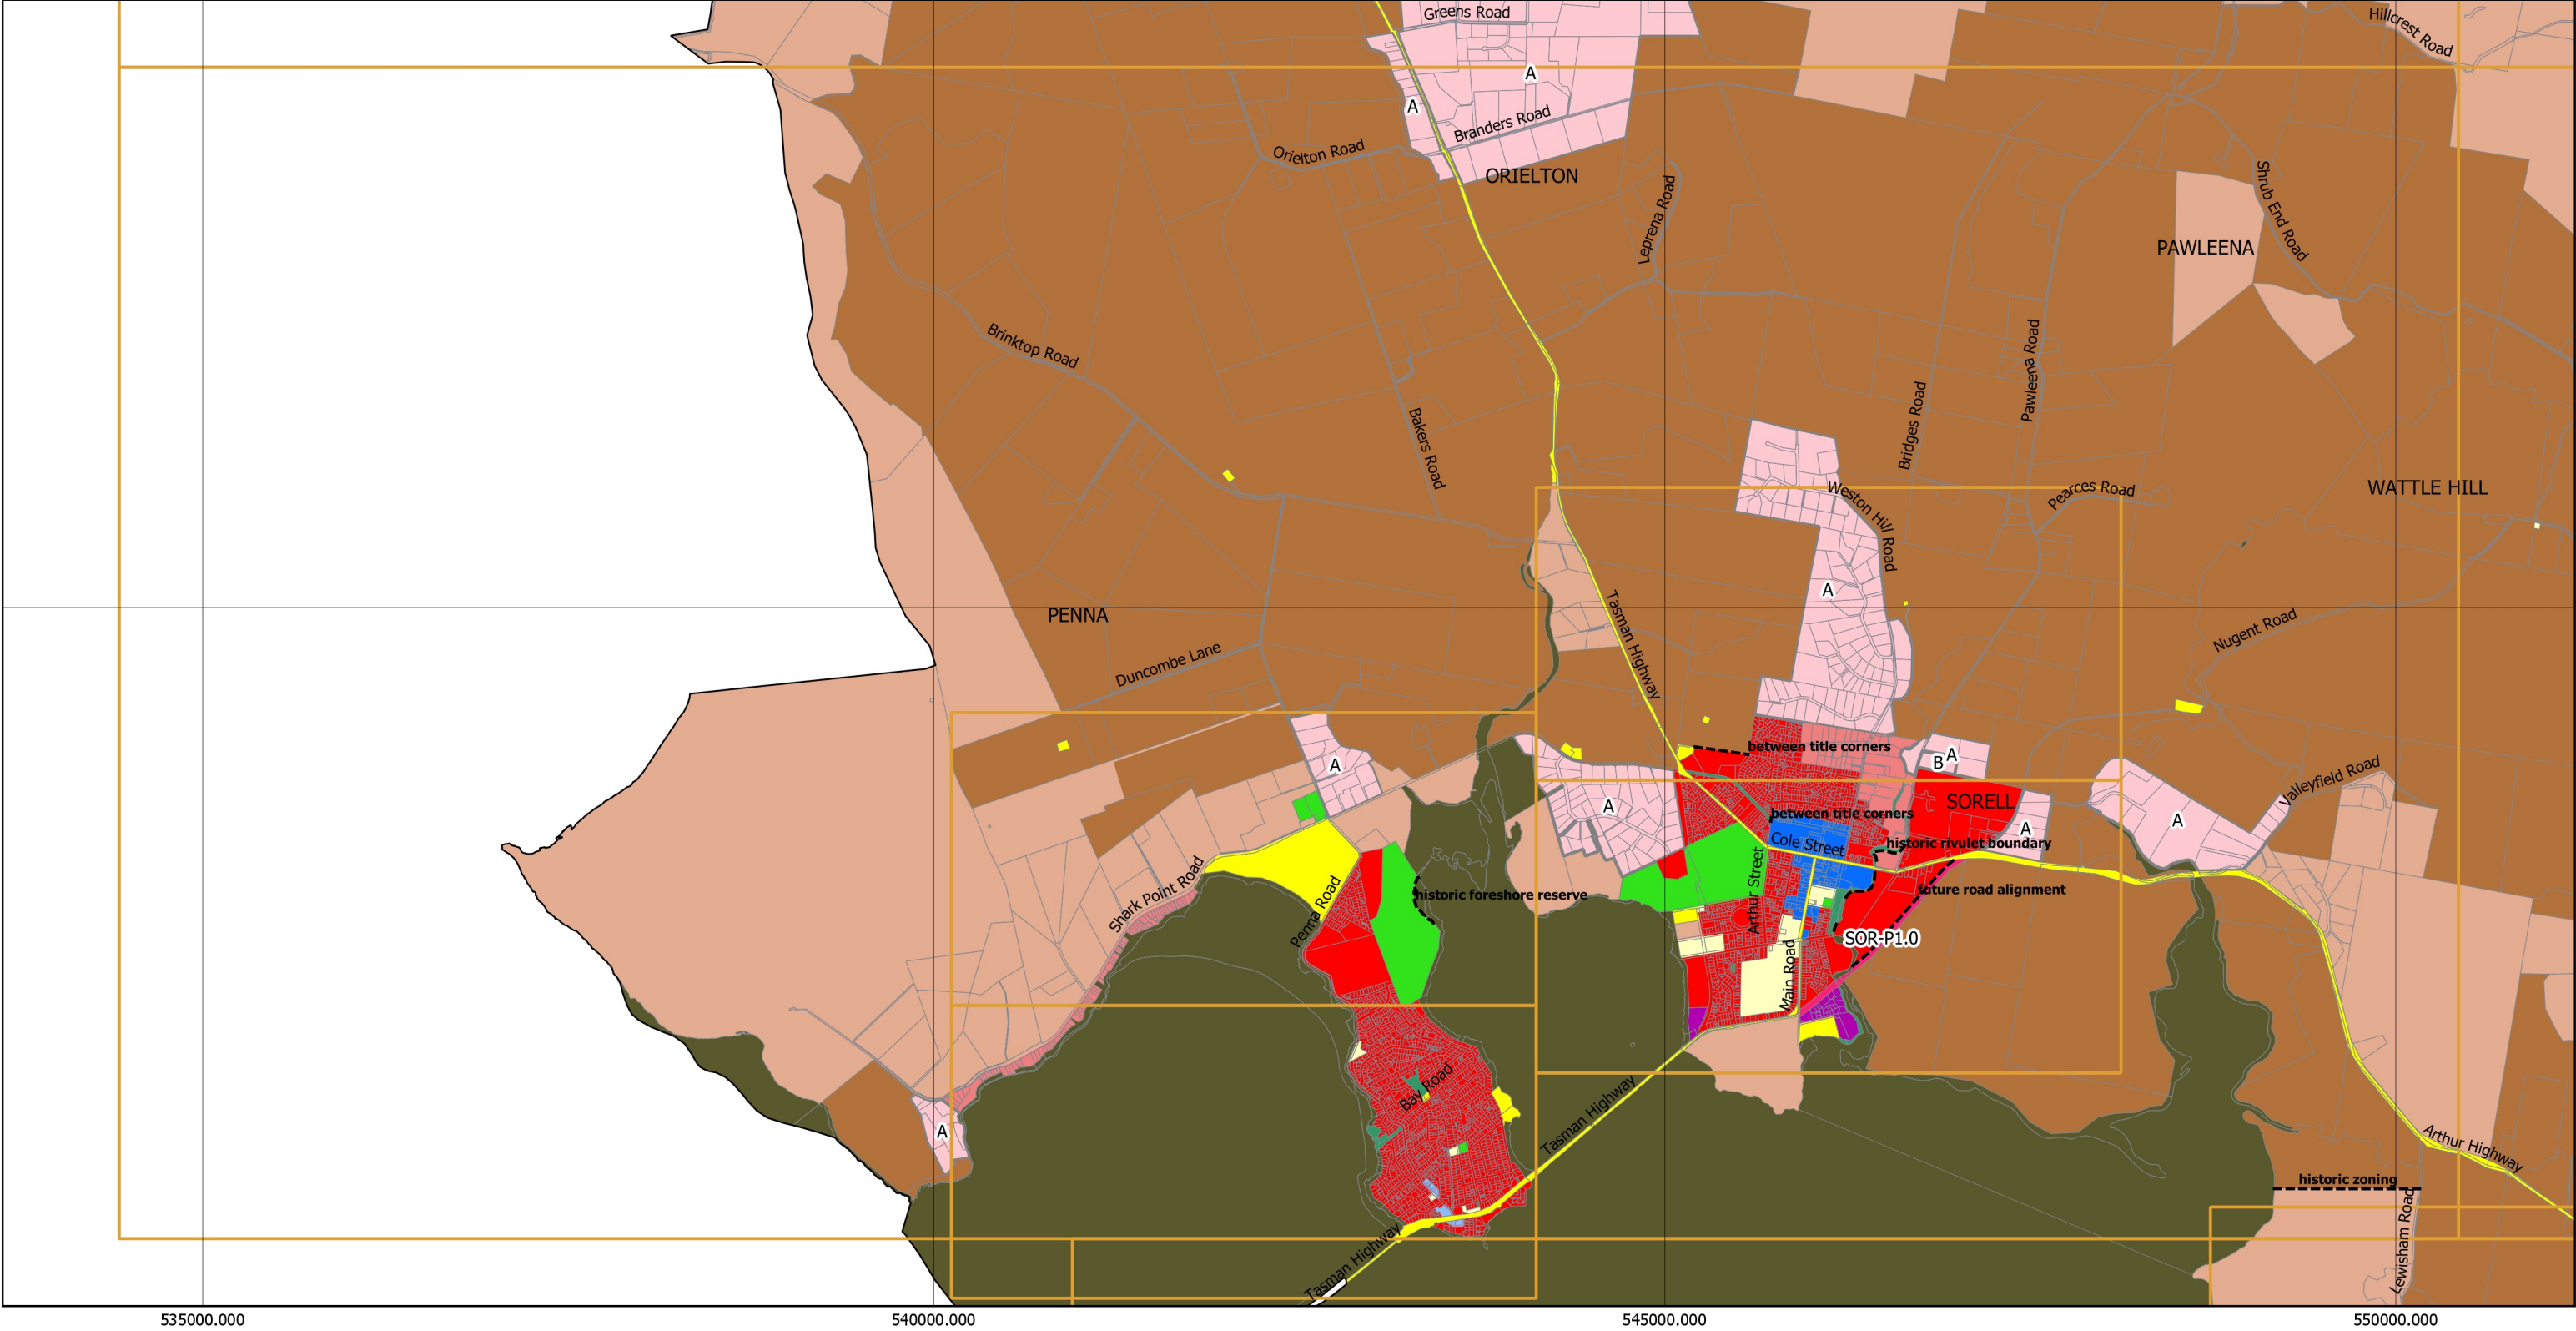 Greens Road
Hillcrest Road
A
A
Branders Road
Orielton Road
ORIELTON
Leprena Road
Shrub End Road
PAWLEENA
Brinktop Road
Pawleena Road
Bridges Road
Bakers Road
Weston Hill Road
Pearces Road
WATTLE HILL
A
Tasman Highway
PENNA
Nugent Road
Duncombe Lane
between title corners
A
B
A
Valleyfield Road
A
SORELL
between title corners
A
A
Cole Street
historic rivulet boundary
Shark Point Road
Arthur Street
future road alignment
historic foreshore reserve
Penna Road
SOR-P1.0
Main Road
Bay Road
A
Tasman Highway
Arthur Highway
historic zoning
Lewisham Road
Tasman Highway
535000.000
540000.000
545000.000
550000.000